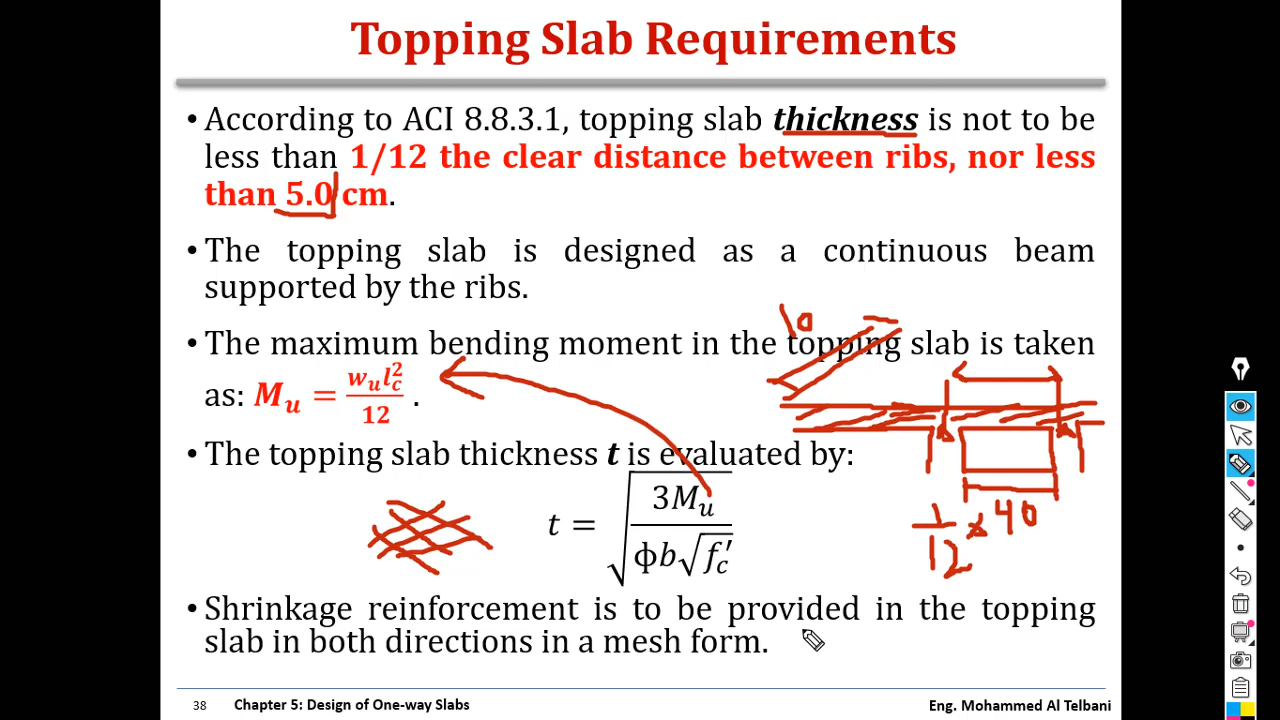 Topping Slab Requirements
• According to ACI 8.8.3.1, topping slab thickness is not to be
less than 1/12 the clear distance between ribs, nor less
than 5.0 cm.
• The topping slab is designed as a continuous beam
supported by the ribs.
10
• The maximum bending moment in the topping slab is taken
as: Mᵤ = wᵤl_c²/12 .
• The topping slab thickness t is evaluated by:
t = √(3Mᵤ / ϕb√f_c′)
1/12 × 40
• Shrinkage reinforcement is to be provided in the topping
slab in both directions in a mesh form.
38 Chapter 5: Design of One-way Slabs Eng. Mohammed Al Telbani